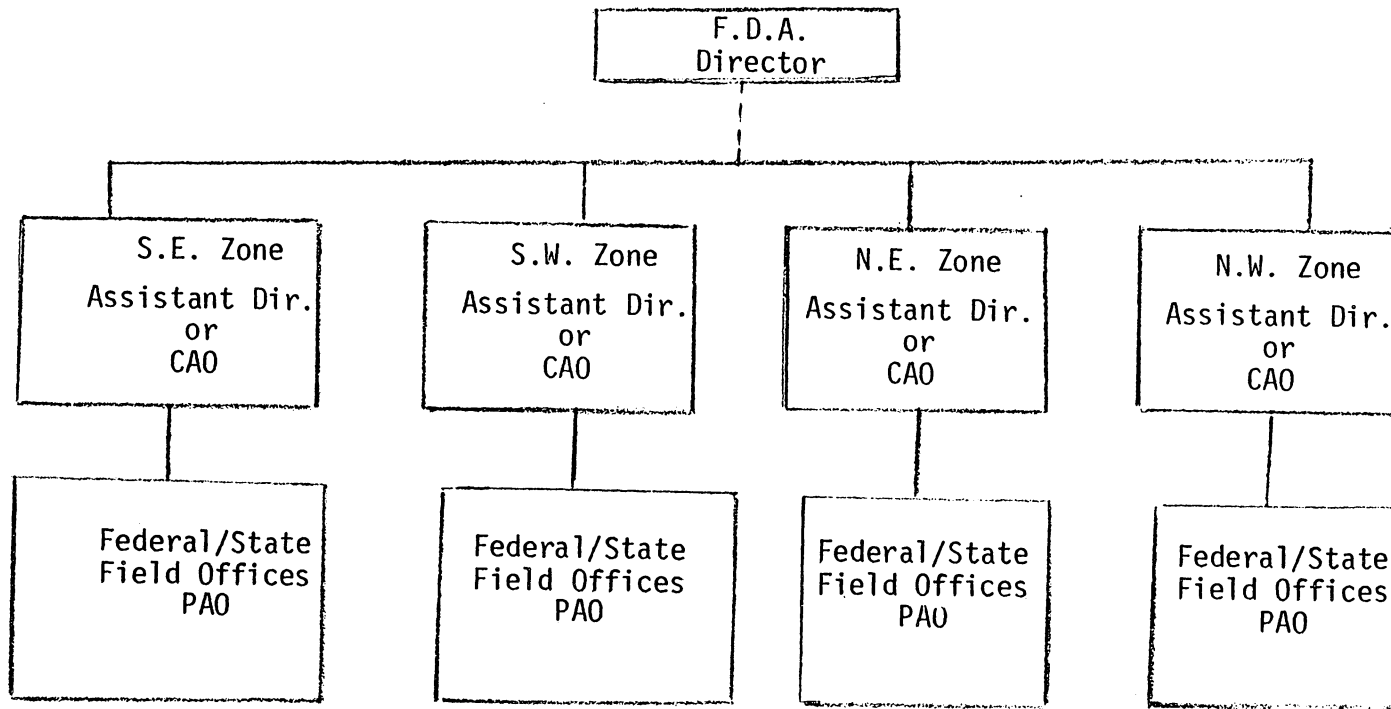 F.D.A.
Director
S.E. Zone
Assistant Dir.
or
CAO
S.W. Zone
Assistant Dir.
or
CAO
N.E. Zone
Assistant Dir.
or
CAO
N.W. Zone
Assistant Dir.
or
CAO
Federal/State
Field Offices
PAO
Federal/State
Field Offices
PAO
Federal/State
Field Offices
PAO
Federal/State
Field Offices
PAO